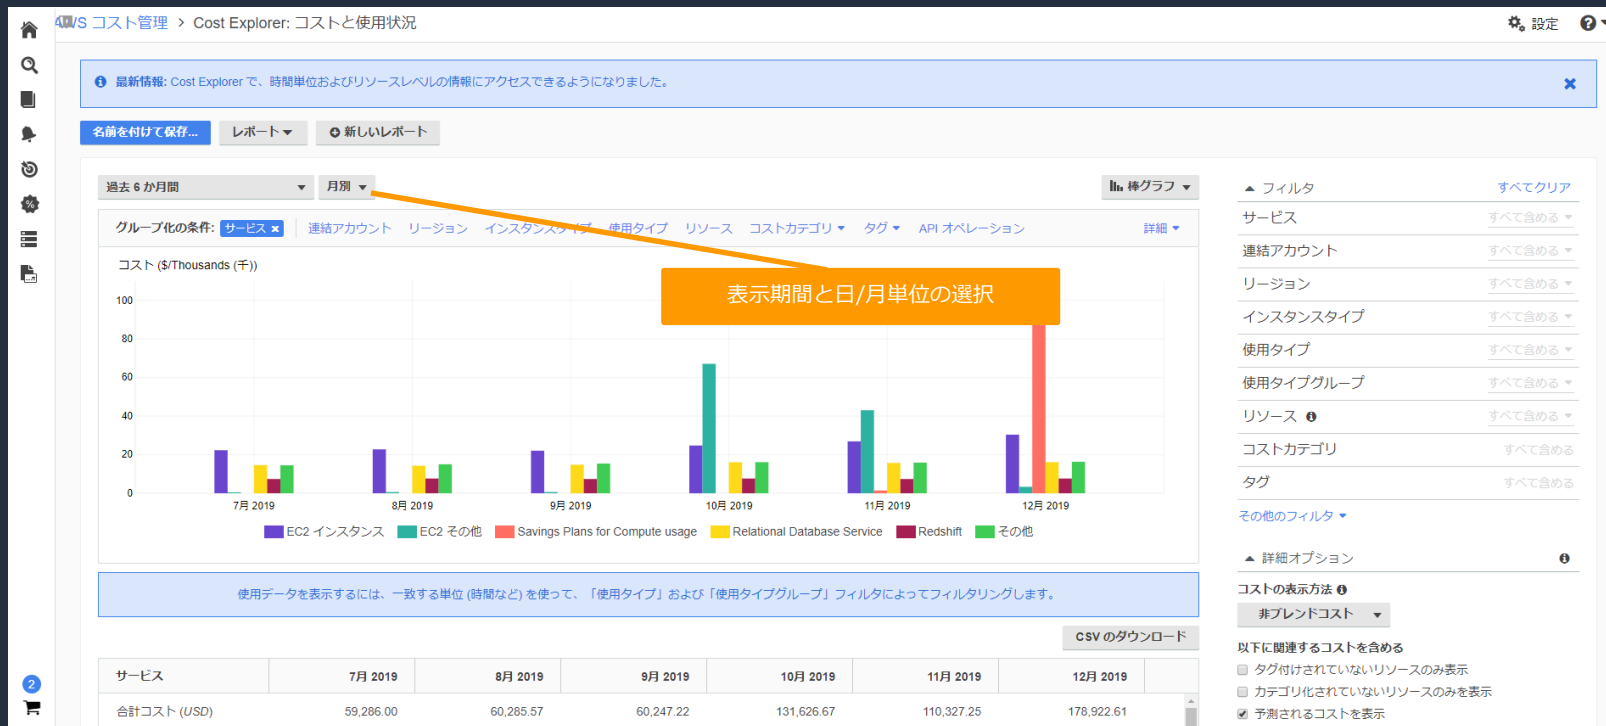 AWS コスト管理 > Cost Explorer: コストと使用状況
設定
最新情報: Cost Explorer で、時間単位およびリソースレベルの情報にアクセスできるようになりました。
名前を付けて保存... レポート 新しいレポート
過去 6 か月間 月別 棒グラフ
グループ化の条件: サービス × 連結アカウント リージョン インスタンスタイプ 使用タイプ リソース コストカテゴリ タグ API オペレーション 詳細
コスト ($/Thousands (千))
表示期間と日/月単位の選択
100
80
60
40
20
0
7月 2019 8月 2019 9月 2019 10月 2019 11月 2019 12月 2019
EC2 インスタンス EC2 その他 Savings Plans for Compute usage Relational Database Service Redshift その他
使用データを表示するには、一致する単位 (時間など) を使って、「使用タイプ」および「使用タイプグループ」フィルタによってフィルタリングします。
CSV のダウンロード
サービス 7月 2019 8月 2019 9月 2019 10月 2019 11月 2019 12月 2019
合計コスト (USD) 59,286.00 60,285.57 60,247.22 131,626.67 110,327.25 178,922.61
フィルタ すべてクリア
サービス すべて含める
連結アカウント すべて含める
リージョン すべて含める
インスタンスタイプ すべて含める
使用タイプ すべて含める
使用タイプグループ すべて含める
リソース すべて含める
コストカテゴリ すべて含める
タグ すべて含める
その他のフィルタ
詳細オプション
コストの表示方法
非ブレンドコスト
以下に関連するコストを含める
タグ付けされていないリソースのみ表示
カテゴリ化されていないリソースのみを表示
予測されるコストを表示
2